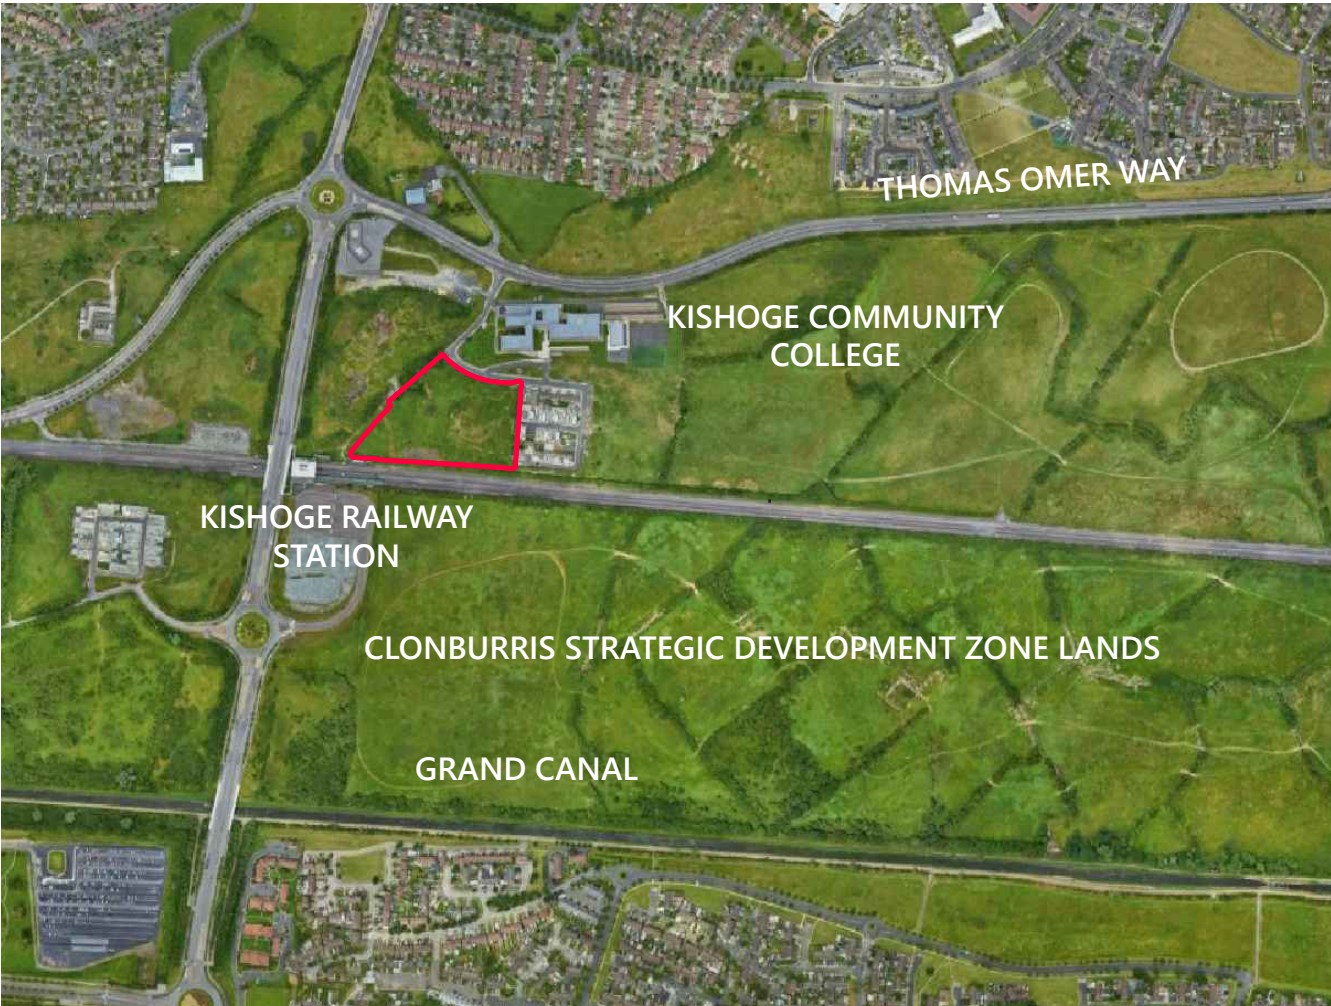 THOMAS OMER WAY
KISHOGE COMMUNITY
COLLEGE
KISHOGE RAILWAY
STATION
CLONBURRIS STRATEGIC DEVELOPMENT ZONE LANDS
GRAND CANAL